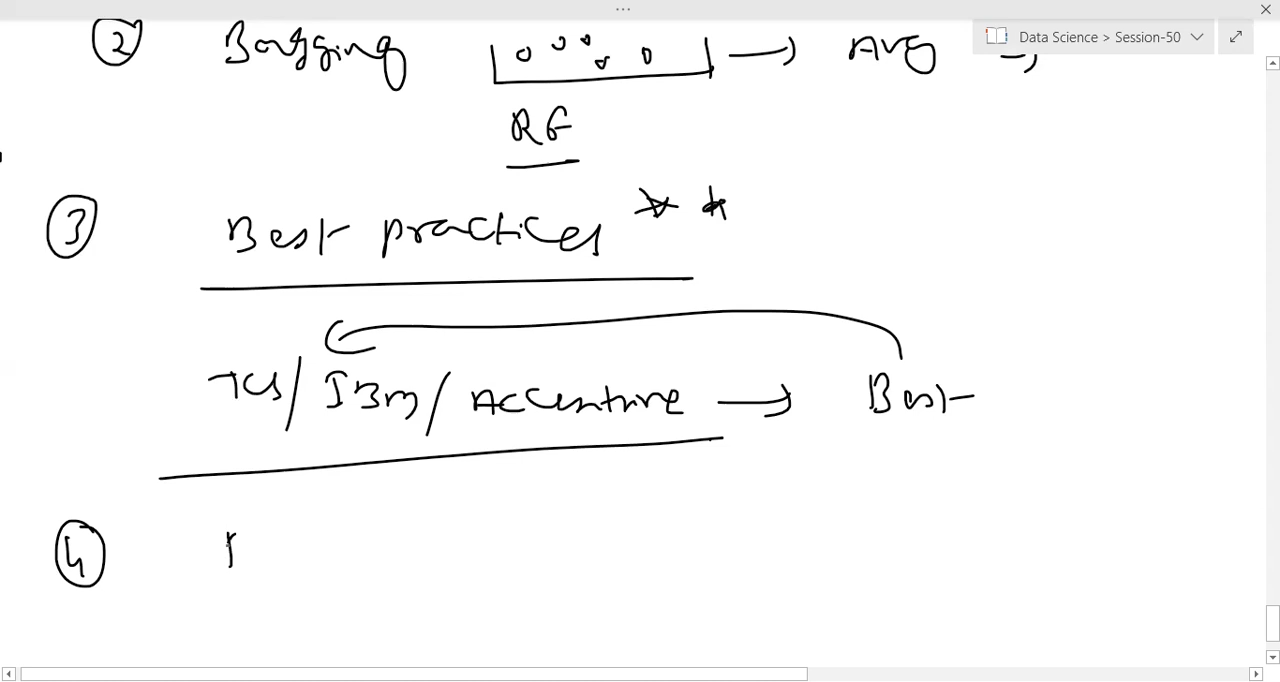 Data Science > Session-50
2 Bagging → Avg
RF
3 Best practices * *
TCS/IBM/Accenture → Best
4